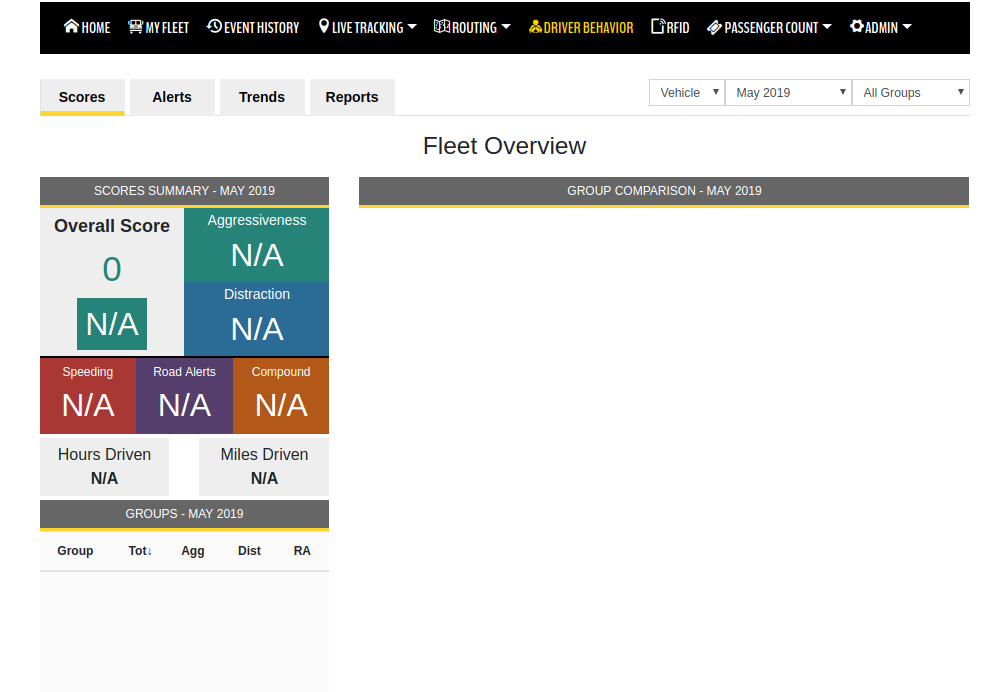 HOME MY FLEET EVENT HISTORY LIVE TRACKING ROUTING DRIVER BEHAVIOR RFID PASSENGER COUNT ADMIN
Scores Alerts Trends Reports Vehicle May 2019 All Groups
Fleet Overview
SCORES SUMMARY - MAY 2019
GROUP COMPARISON - MAY 2019
Overall Score
0
N/A
Aggressiveness
N/A
Distraction
N/A
Speeding Road Alerts Compound
N/A N/A N/A
Hours Driven Miles Driven
N/A N/A
GROUPS - MAY 2019
Group Tot↓ Agg Dist RA